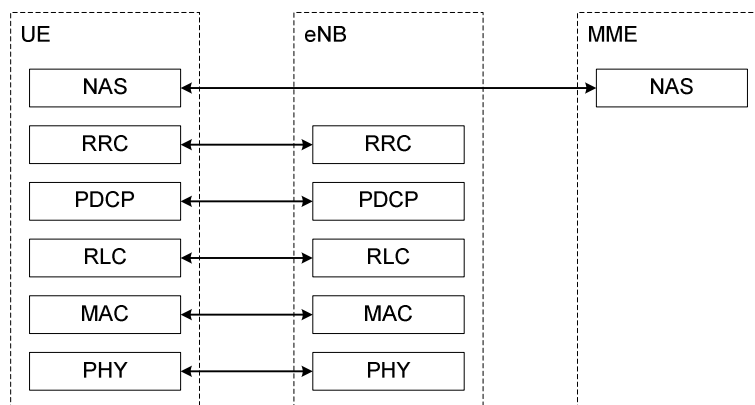 UE eNB MME
NAS NAS
RRC RRC
PDCP PDCP
RLC RLC
MAC MAC
PHY PHY